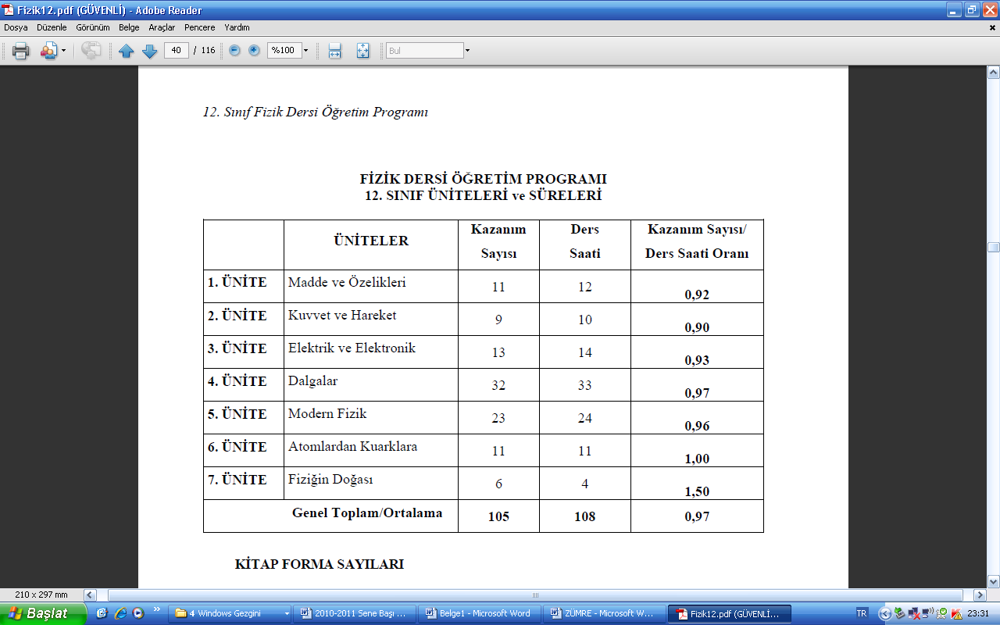 Fizik12.pdf (GÜVENLİ) - Adobe Reader
Dosya Düzenle Görünüm Belge Araçlar Pencere Yardım
40 / 116 %100 Bul
12. Sınıf Fizik Dersi Öğretim Programı
FİZİK DERSİ ÖĞRETİM PROGRAMI
12. SINIF ÜNİTELERİ ve SÜRELERİ
ÜNİTELER Kazanım Sayısı Ders Saati Kazanım Sayısı/ Ders Saati Oranı
1. ÜNİTE Madde ve Özelikleri 11 12 0,92
2. ÜNİTE Kuvvet ve Hareket 9 10 0,90
3. ÜNİTE Elektrik ve Elektronik 13 14 0,93
4. ÜNİTE Dalgalar 32 33 0,97
5. ÜNİTE Modern Fizik 23 24 0,96
6. ÜNİTE Atomlardan Kuarklara 11 11 1,00
7. ÜNİTE Fiziğin Doğası 6 4 1,50
Genel Toplam/Ortalama 105 108 0,97
KİTAP FORMA SAYILARI
210 x 297 mm
Başlat 4 Windows Gezgini 2010-2011 Sene Başı ... Belge1 - Microsoft Word ZÜMRE - Microsoft W... Fizik12.pdf (GÜVENLİ... TR 23:31